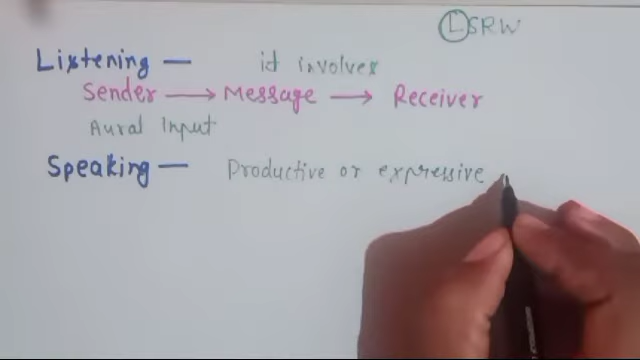 LSRW
Listening — it involves
Sender → Message → Receiver
Aural Input
Speaking — Productive or expressive